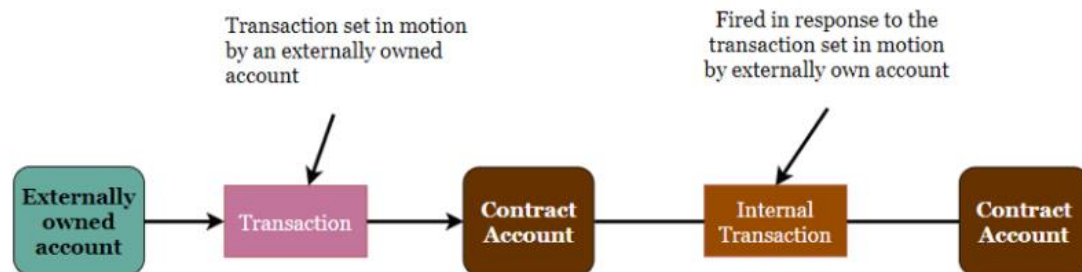 Transaction set in motion
by an externally owned
account
Fired in response to the
transaction set in motion
by externally own account
Externally
owned
account
Transaction
Contract
Account
Internal
Transaction
Contract
Account